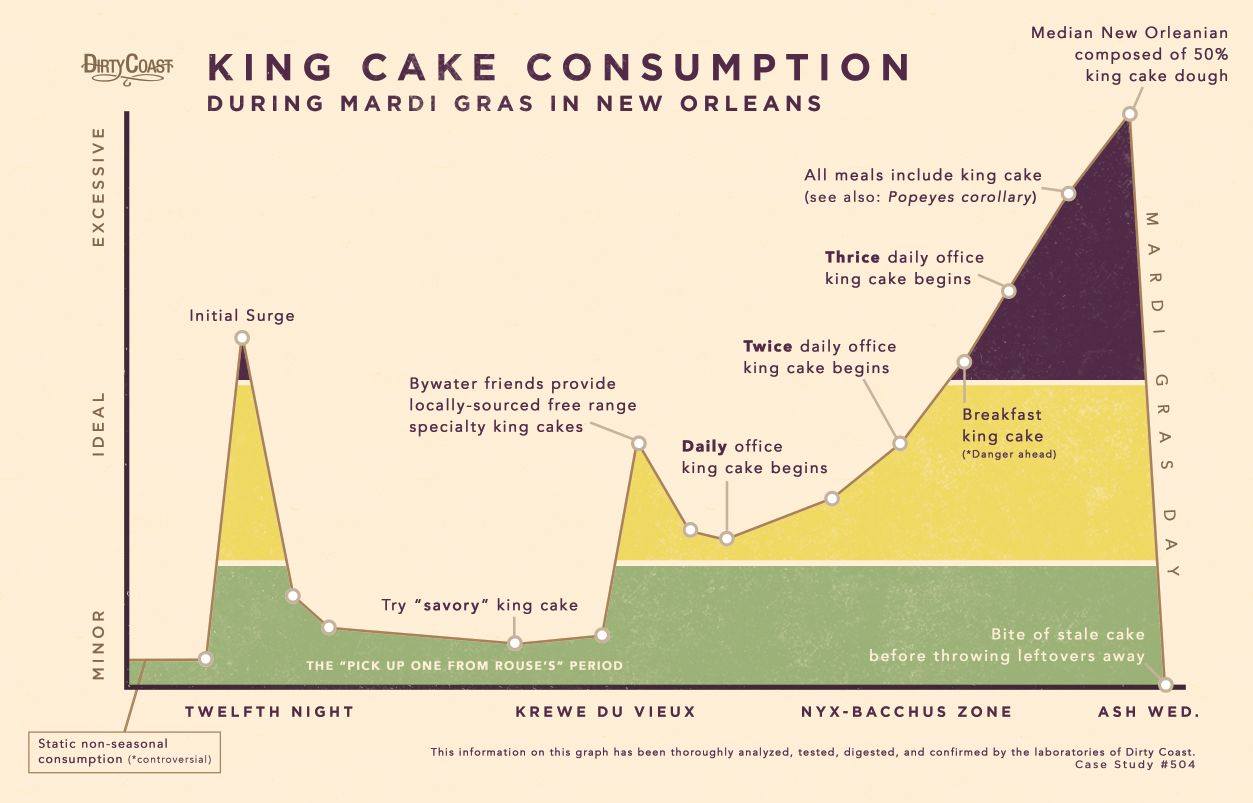 DIRTY COAST
KING CAKE CONSUMPTION
DURING MARDI GRAS IN NEW ORLEANS
Median New Orleanian
composed of 50%
king cake dough
EXCESSIVE
IDEAL
MINOR
All meals include king cake
(see also: Popeyes corollary)
Thrice daily office
king cake begins
Initial Surge
Twice daily office
king cake begins
Bywater friends provide
locally-sourced free range
specialty king cakes
Daily office
king cake begins
Breakfast
king cake
(*Danger ahead)
MARDI GRAS DAY
Try "savory" king cake
THE "PICK UP ONE FROM ROUSE'S" PERIOD
Bite of stale cake
before throwing leftovers away
TWELFTH NIGHT
KREWE DU VIEUX
NYX-BACCHUS ZONE
ASH WED.
Static non-seasonal
consumption (*controversial)
This information on this graph has been thoroughly analyzed, tested, digested, and confirmed by the laboratories of Dirty Coast.
Case Study #504